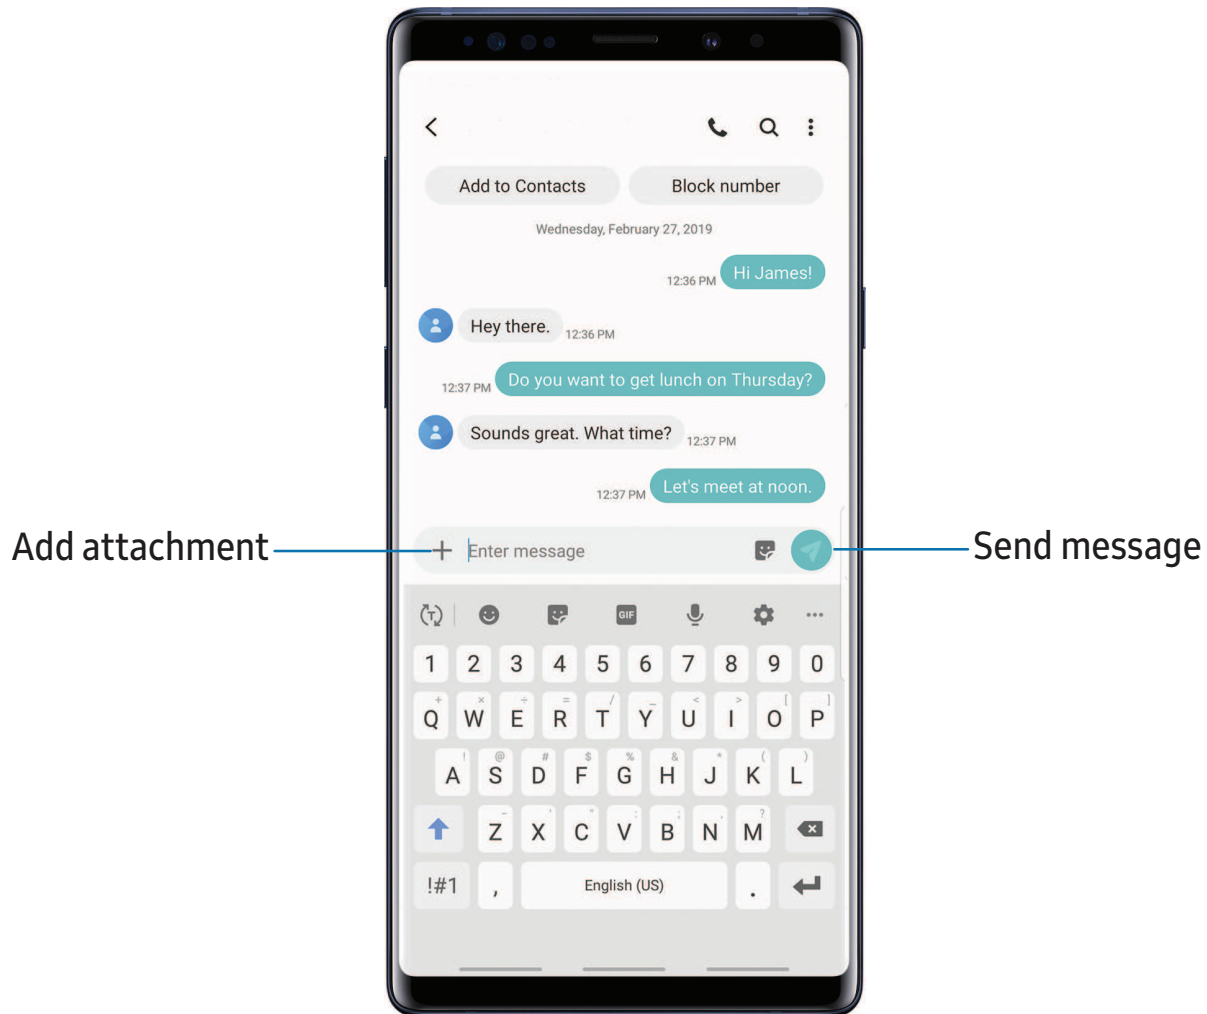 Add to Contacts Block number
Wednesday, February 27, 2019
12:36 PM Hi James!
Hey there. 12:36 PM
12:37 PM Do you want to get lunch on Thursday?
Sounds great. What time? 12:37 PM
12:37 PM Let's meet at noon.
Add attachment + Enter message Send message
T GIF
1 2 3 4 5 6 7 8 9 0
+ × ÷ = / _ < > [ ]
Q W E R T Y U I O P
! @ # $ % & * ( )
A S D F G H J K L
- ' " : ; , ?
Z X C V B N M
!#1 , English (US) .